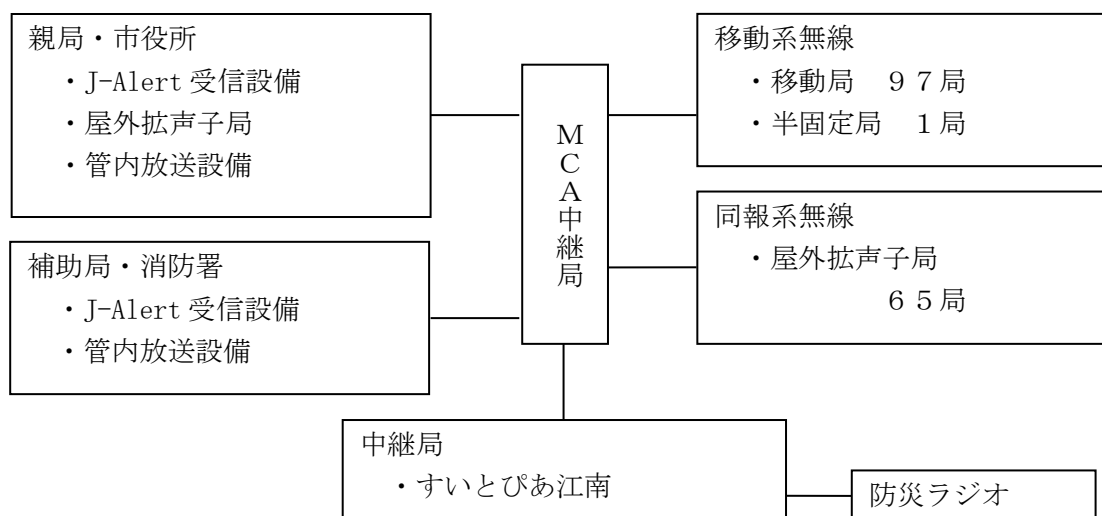 親局・市役所
・J-Alert 受信設備
・屋外拡声子局
・管内放送設備
補助局・消防署
・J-Alert 受信設備
・管内放送設備
MCA中継局
移動系無線
・移動局 ９７局
・半固定局 １局
同報系無線
・屋外拡声子局
６５局
中継局
・すいとぴあ江南
防災ラジオ